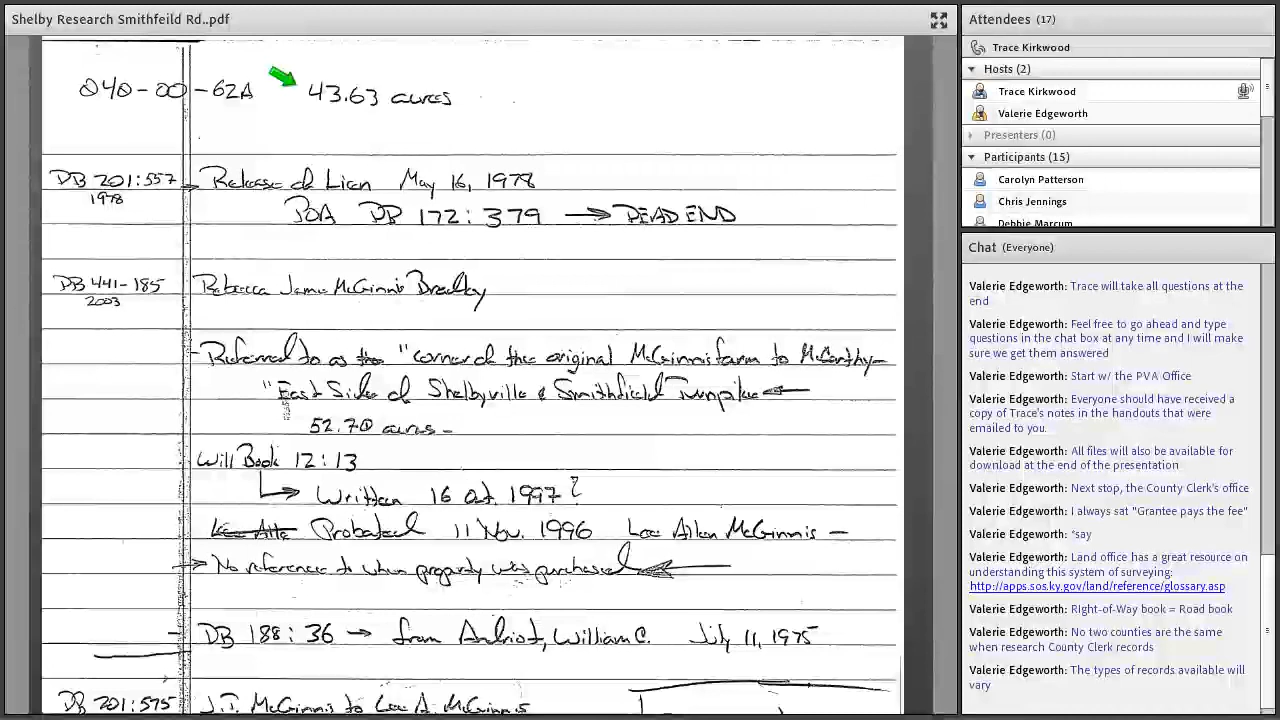 Shelby Research Smithfeild Rd..pdf
040-00-62A 43.63 acres
DB 201:557 Release of Lien May 16, 1978
1978
POA DB 172:379 → DEAD END
DB 441-185 Rebecca McGinnis Bradley
2003
- Referred to as the "corner of the original McGinnis farm to McCarthy-
"East Side of Shelbyville & Smithfield Turnpike ←
52.70 acres -
Will Book 12:13
→ Written 16 Oct. 1997?
Probated 11 Nov. 1996 Lee Allen McGinnis -
→ No reference to when property was purchased ←
- DB 188:36 → from Andriot, William C. July 11, 1975
DB 201:575 J.T. McGinnis to Lee A. McGinnis
Attendees (17)
Trace Kirkwood
Hosts (2)
Trace Kirkwood
Valerie Edgeworth
Presenters (0)
Participants (15)
Carolyn Patterson
Chris Jennings
Debbie Marcum
Chat (Everyone)
Valerie Edgeworth: Trace will take all questions at the
end
Valerie Edgeworth: Feel free to go ahead and type
questions in the chat box at any time and I will make
sure we get them answered
Valerie Edgeworth: Start w/ the PVA Office
Valerie Edgeworth: Everyone should have received a
copy of Trace's notes in the handouts that were
emailed to you.
Valerie Edgeworth: All files will also be available for
download at the end of the presentation
Valerie Edgeworth: Next stop, the County Clerk's office
Valerie Edgeworth: I always sat "Grantee pays the fee"
Valerie Edgeworth: *say
Valerie Edgeworth: Land office has a great resource on
understanding this system of surveying:
http://apps.sos.ky.gov/land/reference/glossary.asp
Valerie Edgeworth: RIght-of-Way book = Road book
Valerie Edgeworth: No two counties are the same
when research County Clerk records
Valerie Edgeworth: The types of records available will
vary